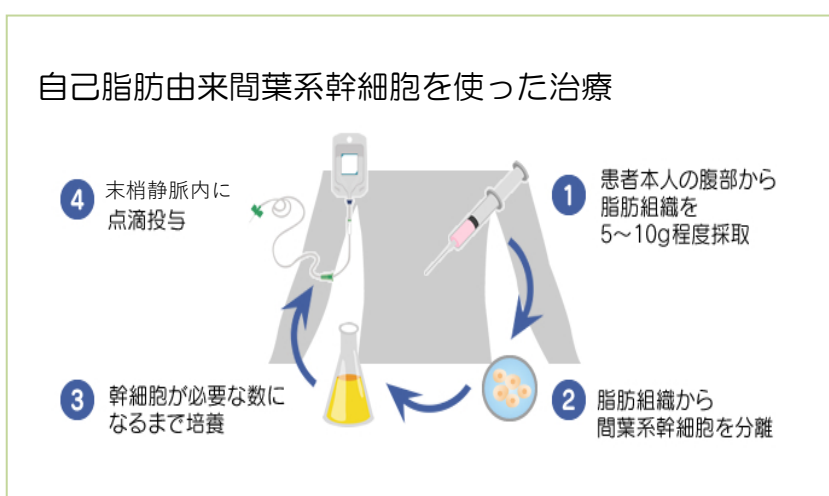 自己脂肪由来間葉系幹細胞を使った治療
1 患者本人の腹部から
脂肪組織を
5～10g程度採取
2 脂肪組織から
間葉系幹細胞を分離
3 幹細胞が必要な数に
なるまで培養
4 末梢静脈内に
点滴投与